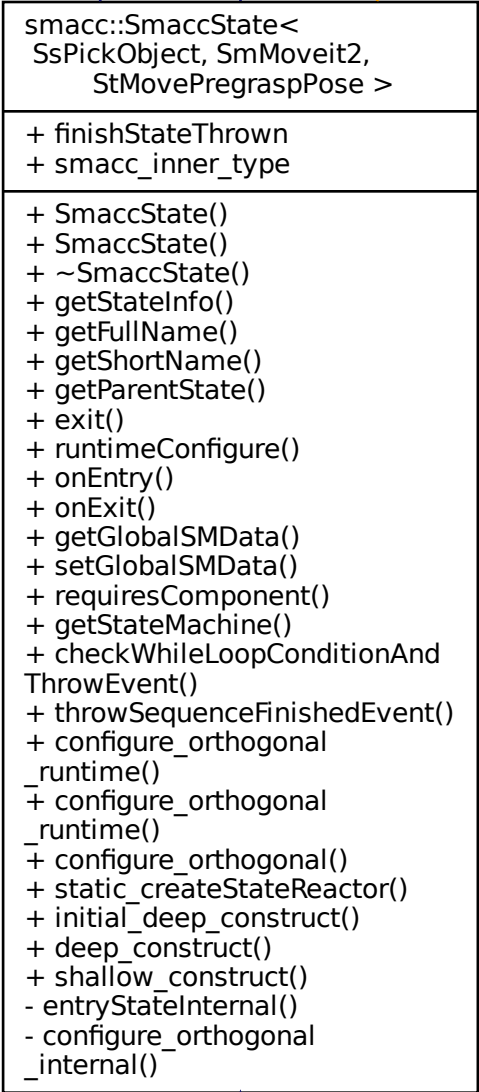 smacc::SmaccState<
SsPickObject, SmMoveit2,
StMovePregraspPose >
+ finishStateThrown
+ smacc_inner_type
+ SmaccState()
+ SmaccState()
+ ~SmaccState()
+ getStateInfo()
+ getFullName()
+ getShortName()
+ getParentState()
+ exit()
+ runtimeConfigure()
+ onEntry()
+ onExit()
+ getGlobalSMData()
+ setGlobalSMData()
+ requiresComponent()
+ getStateMachine()
+ checkWhileLoopConditionAnd
ThrowEvent()
+ throwSequenceFinishedEvent()
+ configure_orthogonal
_runtime()
+ configure_orthogonal
_runtime()
+ configure_orthogonal()
+ static_createStateReactor()
+ initial_deep_construct()
+ deep_construct()
+ shallow_construct()
- entryStateInternal()
- configure_orthogonal
_internal()